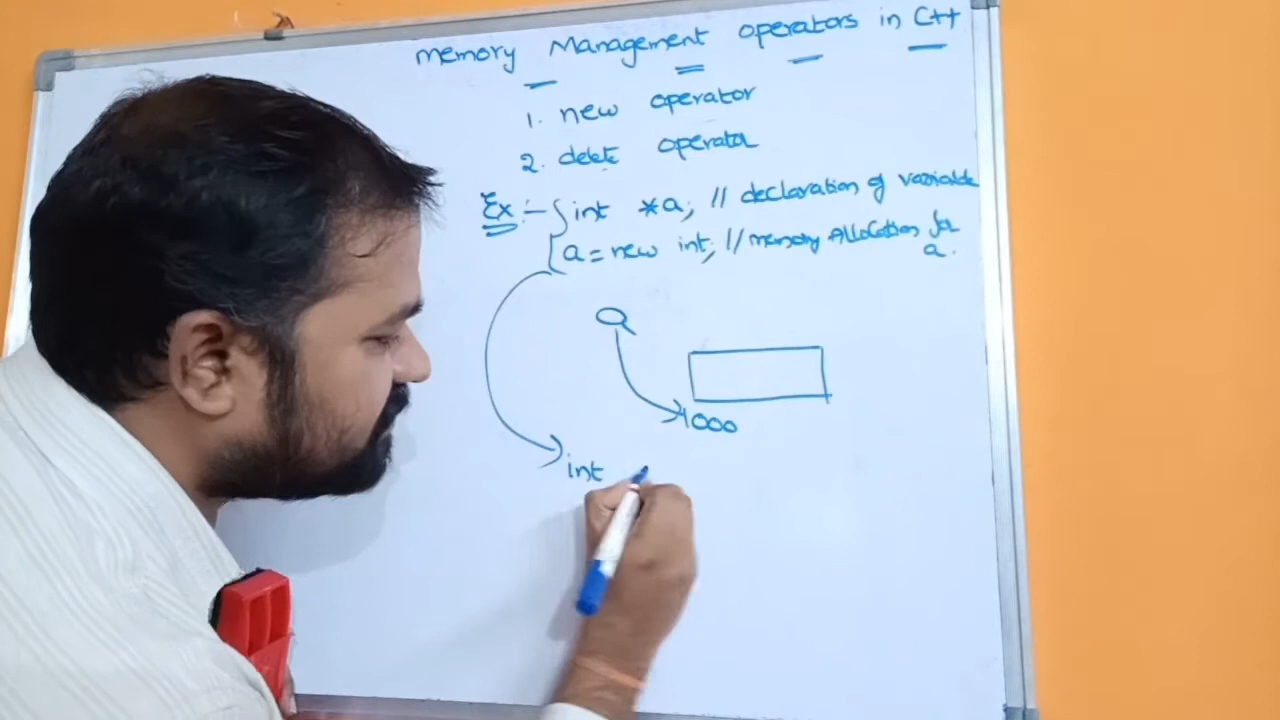 memory Management operators in C++
1. new operator
2. delete operator
Ex :- int *a; // declaration of variable
a = new int; // memory Allocation for
a.
a
1000
int